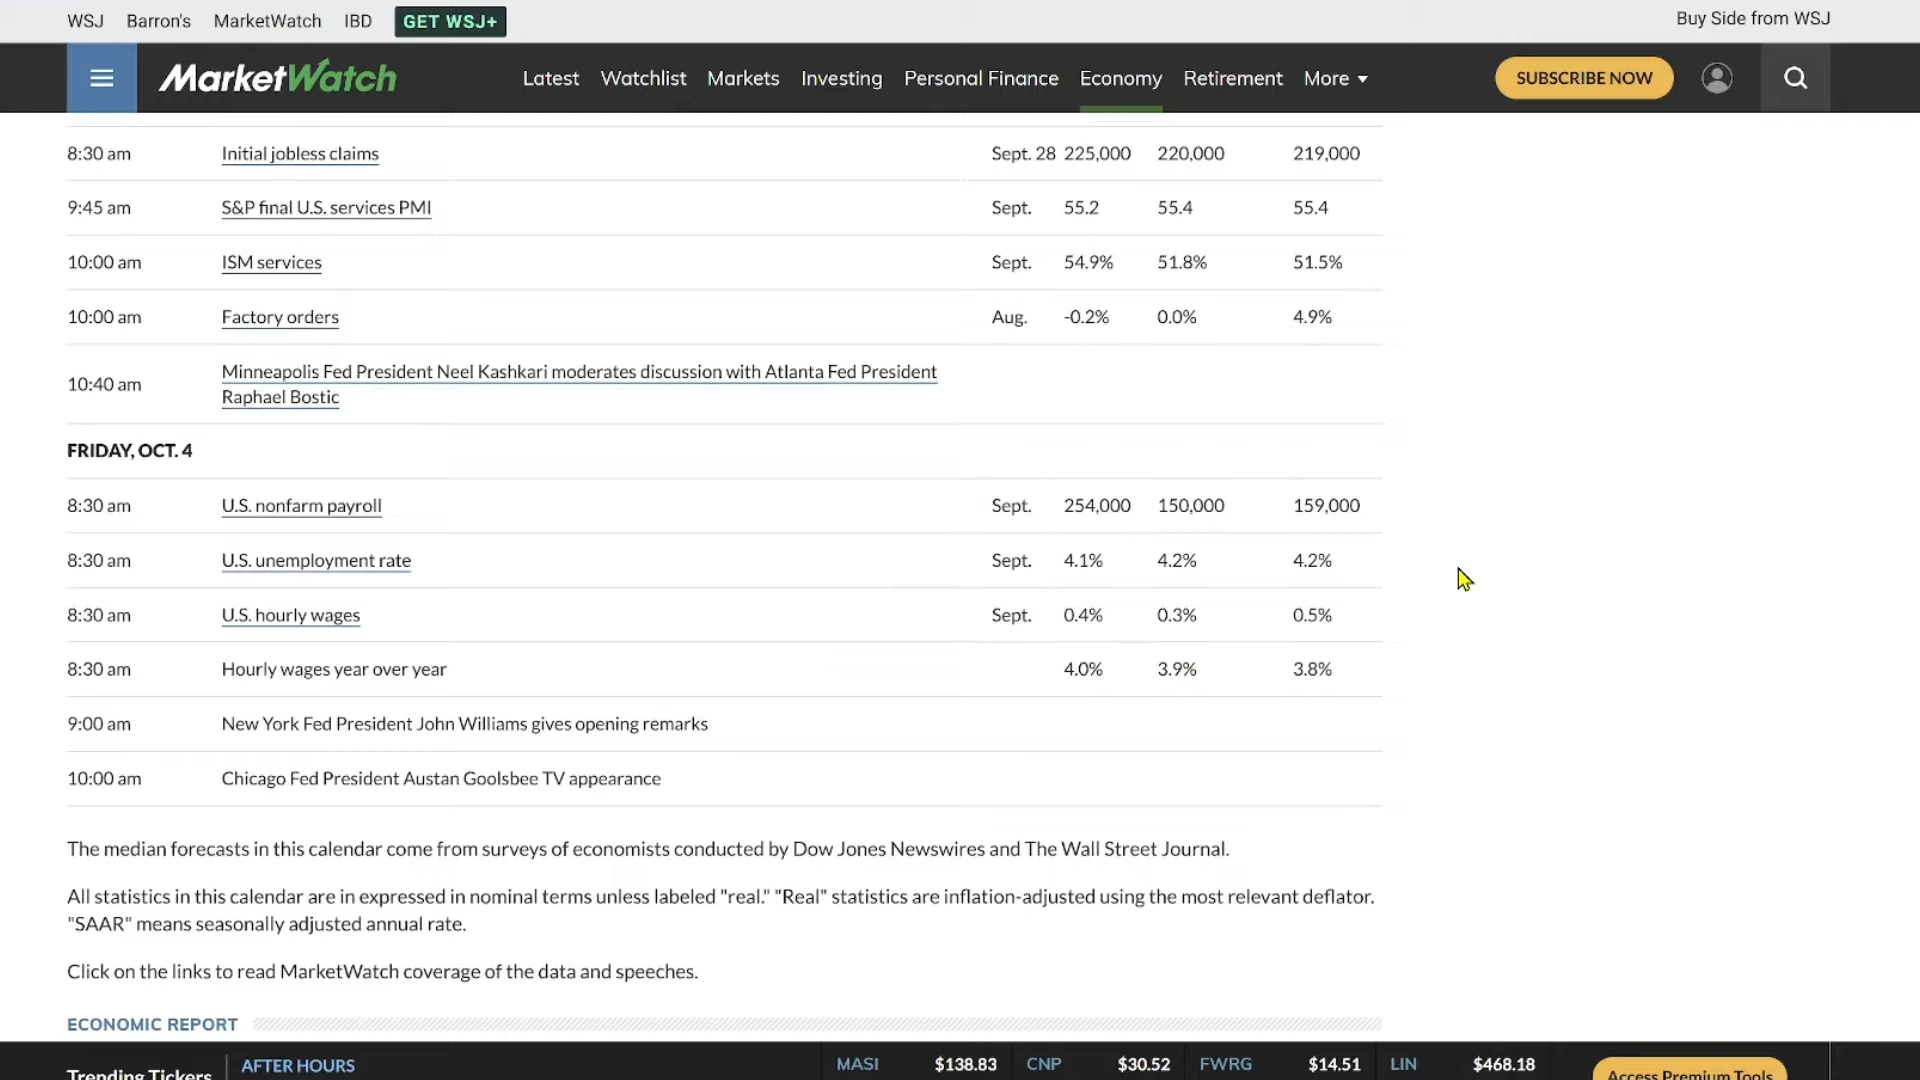 WSJ Barron's MarketWatch IBD GET WSJ+ Buy Side from WSJ
MarketWatch Latest Watchlist Markets Investing Personal Finance Economy Retirement More SUBSCRIBE NOW
8:30 am Initial jobless claims Sept. 28 225,000 220,000 219,000
9:45 am S&P final U.S. services PMI Sept. 55.2 55.4 55.4
10:00 am ISM services Sept. 54.9% 51.8% 51.5%
10:00 am Factory orders Aug. -0.2% 0.0% 4.9%
10:40 am Minneapolis Fed President Neel Kashkari moderates discussion with Atlanta Fed President
Raphael Bostic
FRIDAY, OCT. 4
8:30 am U.S. nonfarm payroll Sept. 254,000 150,000 159,000
8:30 am U.S. unemployment rate Sept. 4.1% 4.2% 4.2%
8:30 am U.S. hourly wages Sept. 0.4% 0.3% 0.5%
8:30 am Hourly wages year over year 4.0% 3.9% 3.8%
9:00 am New York Fed President John Williams gives opening remarks
10:00 am Chicago Fed President Austan Goolsbee TV appearance
The median forecasts in this calendar come from surveys of economists conducted by Dow Jones Newswires and The Wall Street Journal.
All statistics in this calendar are in expressed in nominal terms unless labeled "real." "Real" statistics are inflation-adjusted using the most relevant deflator.
"SAAR" means seasonally adjusted annual rate.
Click on the links to read MarketWatch coverage of the data and speeches.
ECONOMIC REPORT
Trending Tickers AFTER HOURS MASI $138.83 CNP $30.52 FWRG $14.51 LIN $468.18 Access Premium Tools